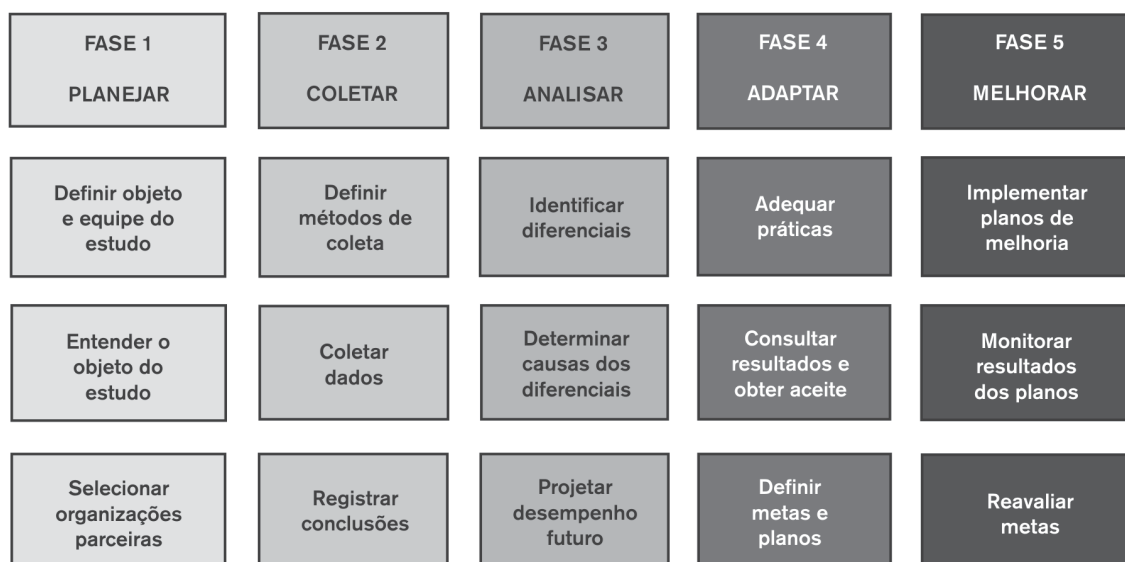 FASE 1
PLANEJAR
FASE 2
COLETAR
FASE 3
ANALISAR
FASE 4
ADAPTAR
FASE 5
MELHORAR
Definir objeto
e equipe do
estudo
Definir
métodos de
coleta
Identificar
diferenciais
Adequar
práticas
Implementar
planos de
melhoria
Entender o
objeto do
estudo
Coletar
dados
Determinar
causas dos
diferenciais
Consultar
resultados e
obter aceite
Monitorar
resultados
dos planos
Selecionar
organizações
parceiras
Registrar
conclusões
Projetar
desempenho
futuro
Definir
metas e
planos
Reavaliar
metas